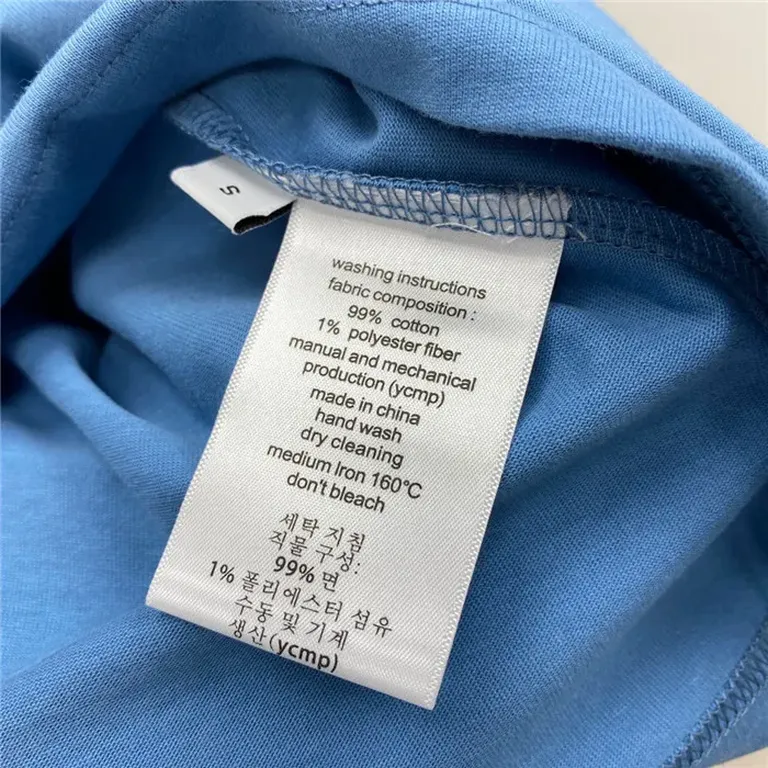 S
washing instructions
fabric composition :
99% cotton
1% polyester fiber
manual and mechanical
production (ycmp)
made in china
hand wash
dry cleaning
medium Iron 160°C
don't bleach
세탁 지침
직물 구성:
99% 면
1% 폴리에스터 섬유
수동 및 기계
생산(ycmp)